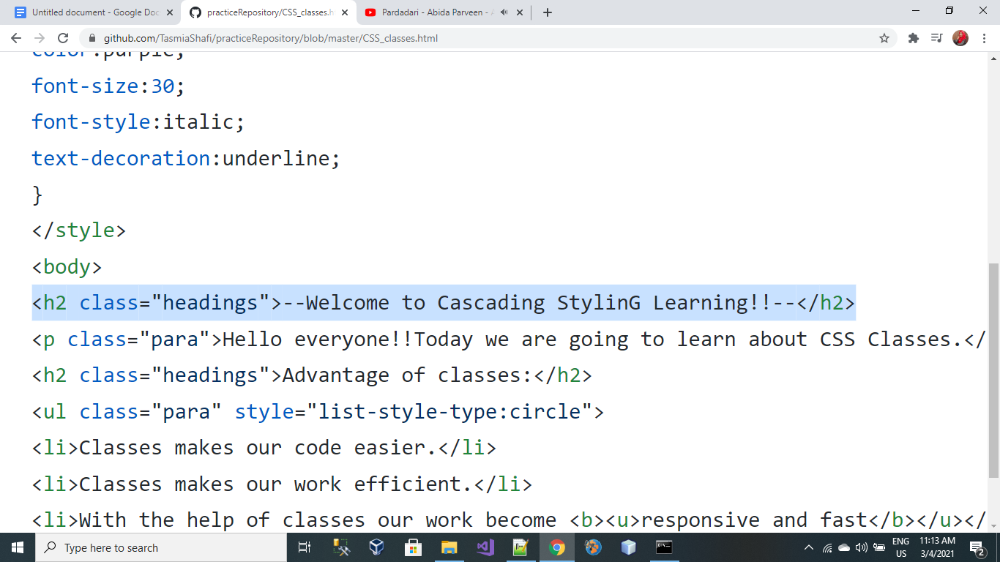 Untitled document - Google Doc
practiceRepository/CSS_classes.h
Pardadari - Abida Parveen - A
github.com/TasmiaShafi/practiceRepository/blob/master/CSS_classes.html
color:purple;
font-size:30;
font-style:italic;
text-decoration:underline;
}
</style>
<body>
<h2 class="headings">--Welcome to Cascading StylinG Learning!!--</h2>
<p class="para">Hello everyone!!Today we are going to learn about CSS Classes.</
<h2 class="headings">Advantage of classes:</h2>
<ul class="para" style="list-style-type:circle">
<li>Classes makes our code easier.</li>
<li>Classes makes our work efficient.</li>
<li>With the help of classes our work become <b><u>responsive and fast</b></u></
Type here to search
ENG
US
11:13 AM
3/4/2021
2